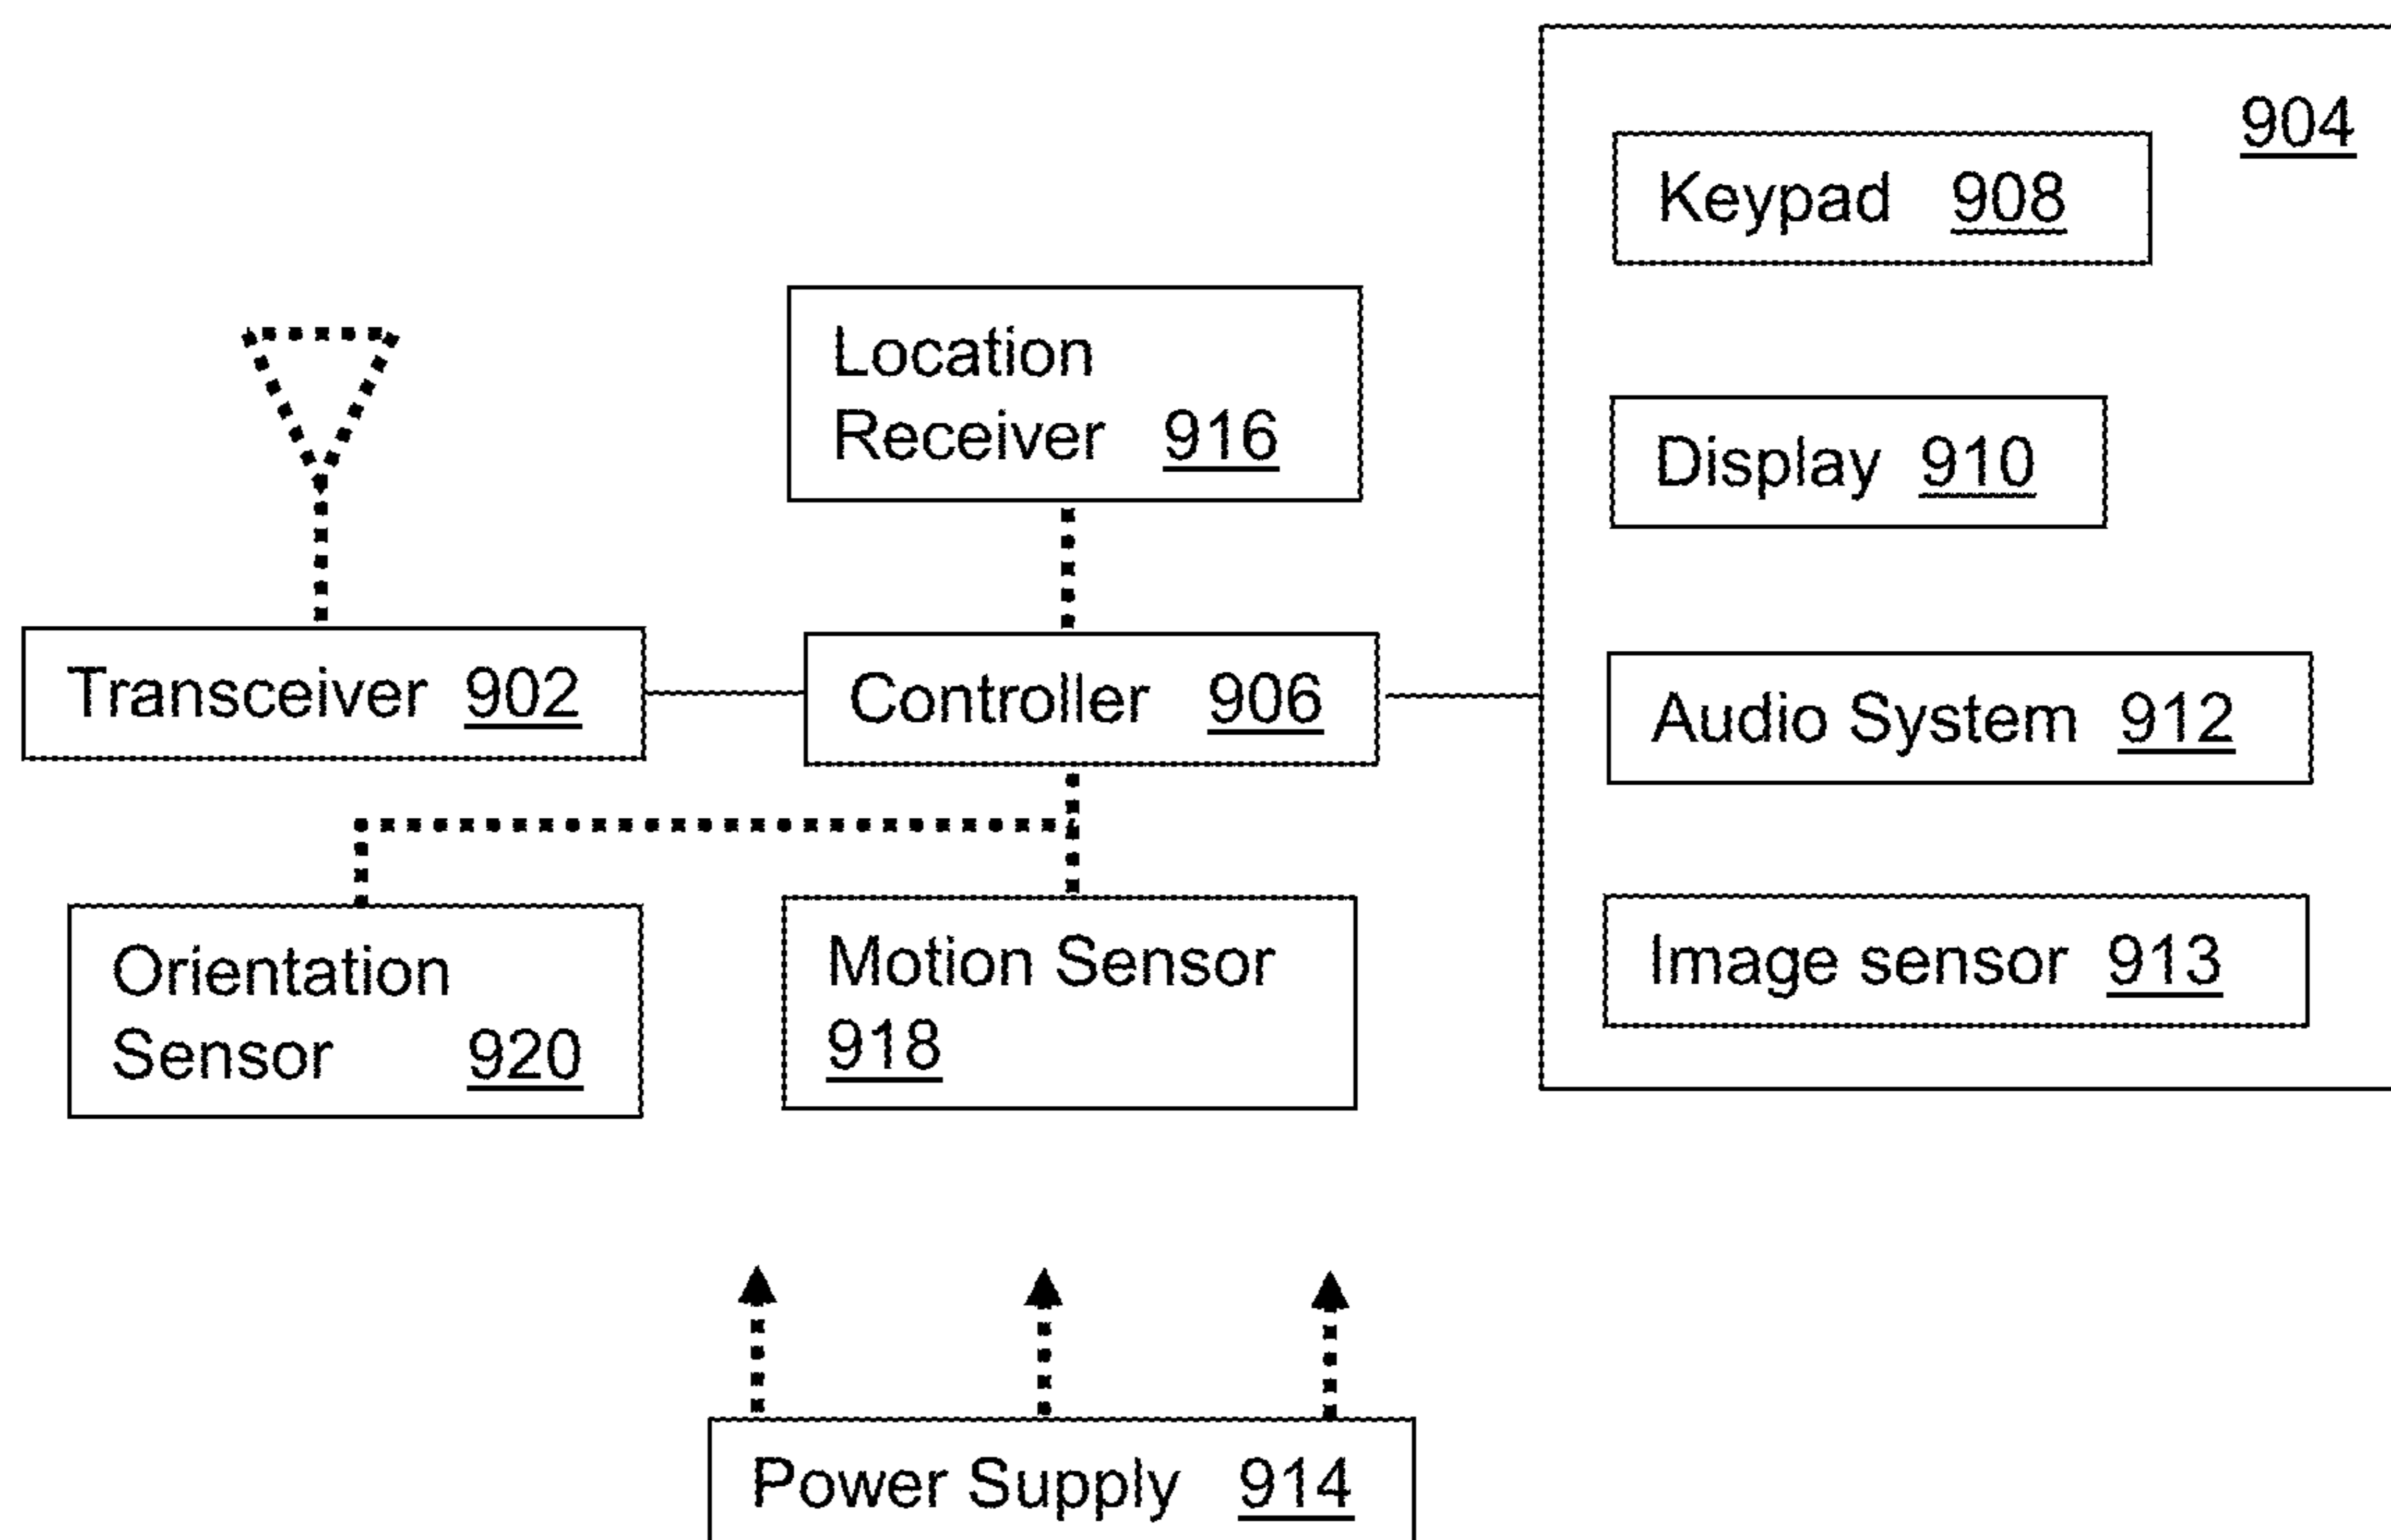 904
Keypad 908
Location
Receiver 916
Display 910
Transceiver 902
Controller 906
Audio System 912
Orientation
Sensor 920
Motion Sensor
918
Image sensor 913
Power Supply 914